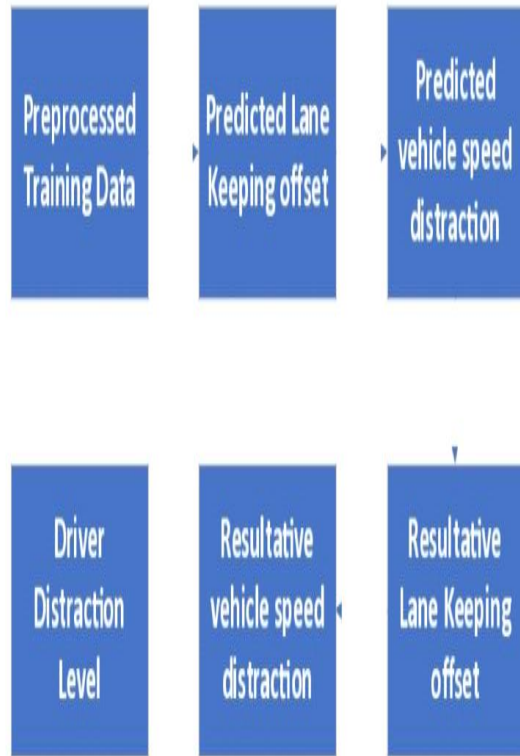 Preprocessed
Training Data
Predicted Lane
Keeping offset
Predicted
vehicle speed
distraction
Driver
Distraction
Level
Resultative
vehicle speed
distraction
Resultative
Lane Keeping
offset